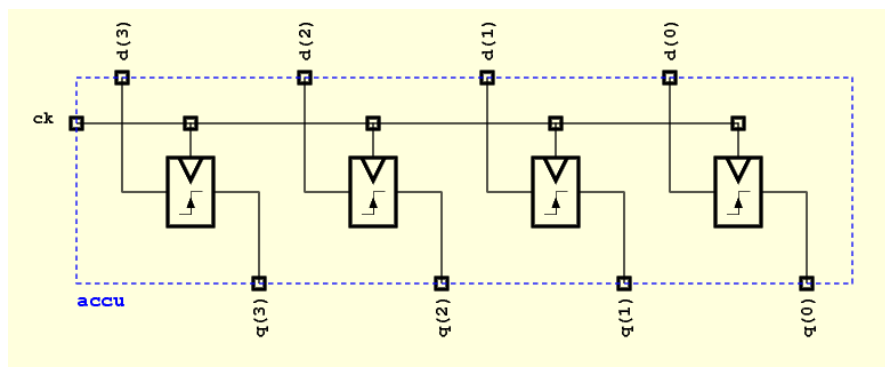 d(3)
d(2)
d(1)
d(0)
ck
accu
q(3)
q(2)
q(1)
q(0)